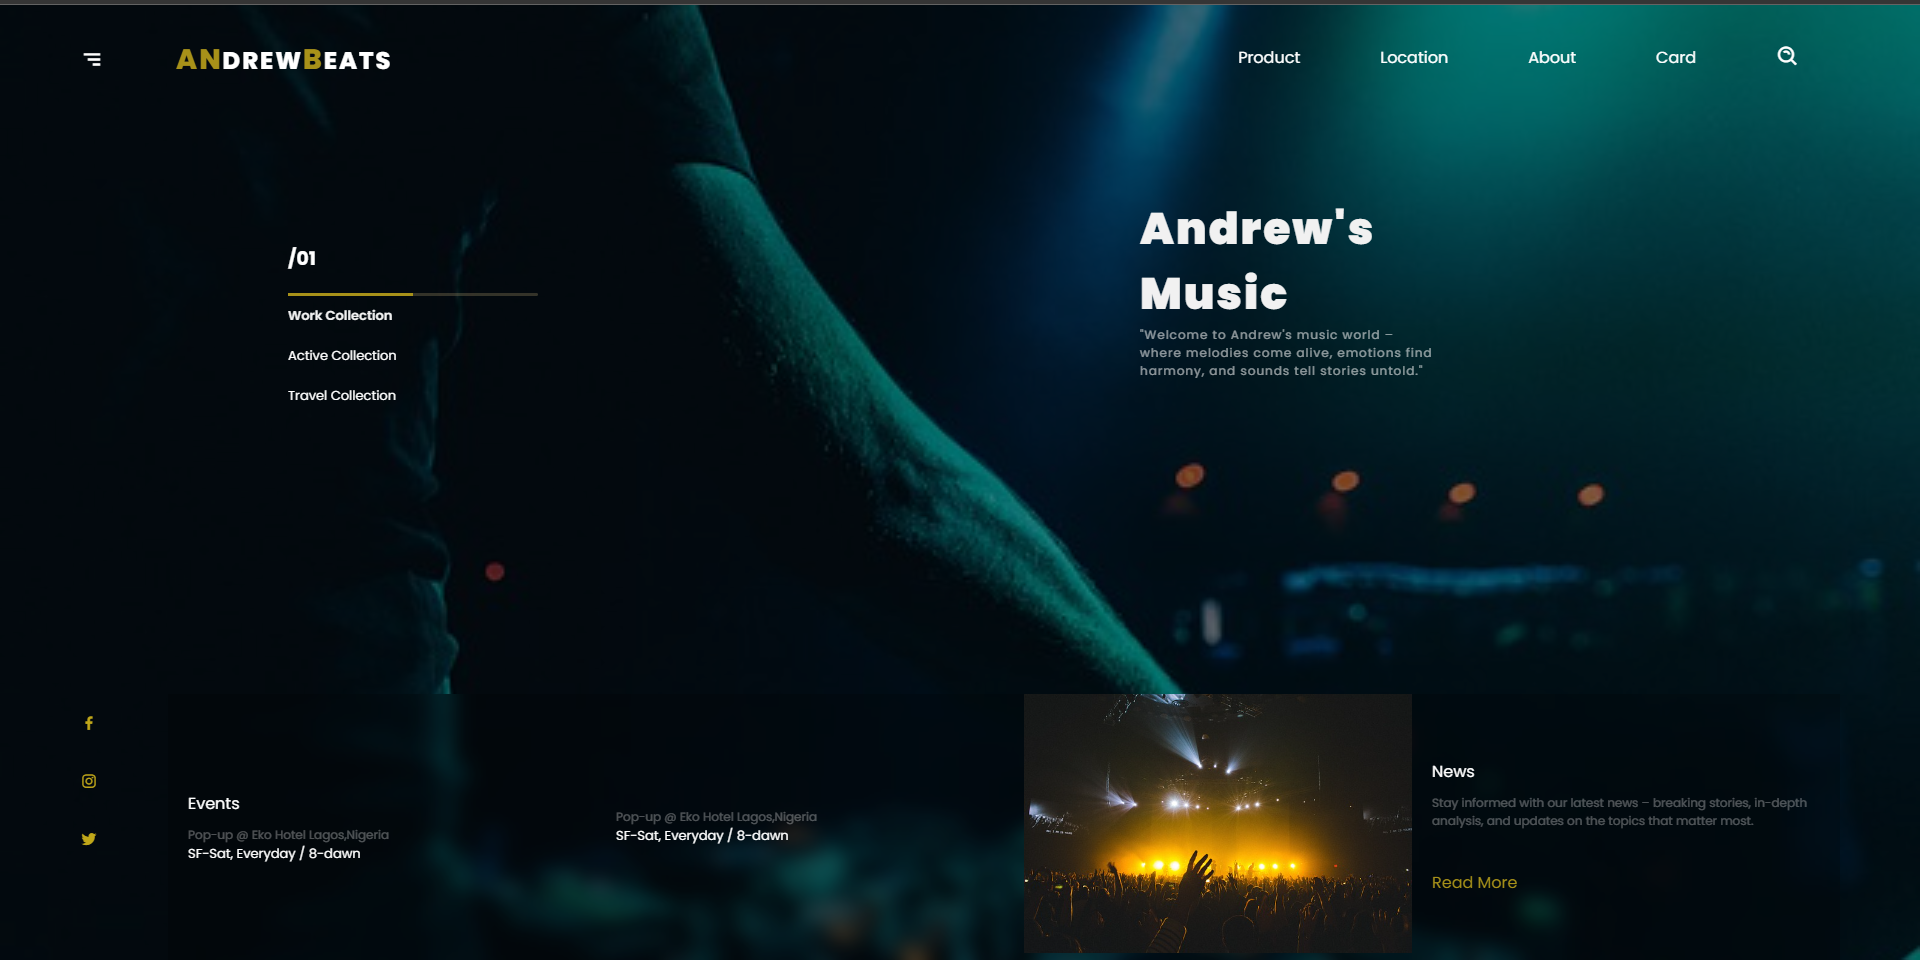 ANDREWBEATS
Product
Location
About
Card
/01
Work Collection
Active Collection
Travel Collection
Andrew's
Music
"Welcome to Andrew's music world –
where melodies come alive, emotions find
harmony, and sounds tell stories untold."
Events
Pop-up @ Eko Hotel Lagos,Nigeria
SF-Sat, Everyday / 8-dawn
Pop-up @ Eko Hotel Lagos,Nigeria
SF-Sat, Everyday / 8-dawn
News
Stay informed with our latest news – breaking stories, in-depth
analysis, and updates on the topics that matter most.
Read More